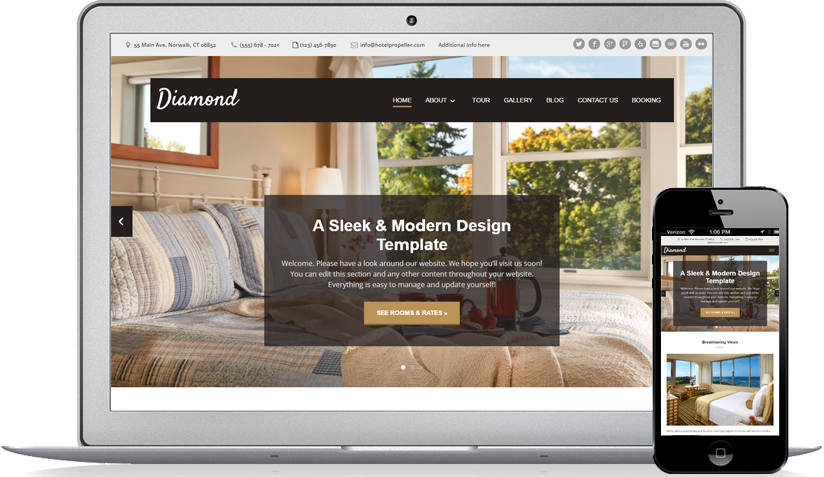 55 Main Ave. Norwalk, CT 06852 (555) 678 - 7021 (123) 456-7890 info@hotelpropeller.com Additional info here
Diamond HOME ABOUT TOUR GALLERY BLOG CONTACT US BOOKING
A Sleek & Modern Design
Template
Welcome. Please have a look around our website. We hope you'll visit us soon!
You can edit this section and any other content throughout your website.
Everything is easy to manage and update yourself!
SEE ROOMS & RATES »
Verizon 1:06 PM
Diamond
A Sleek & Modern Design
Template
SEE ROOMS & RATES »
Breathtaking Views